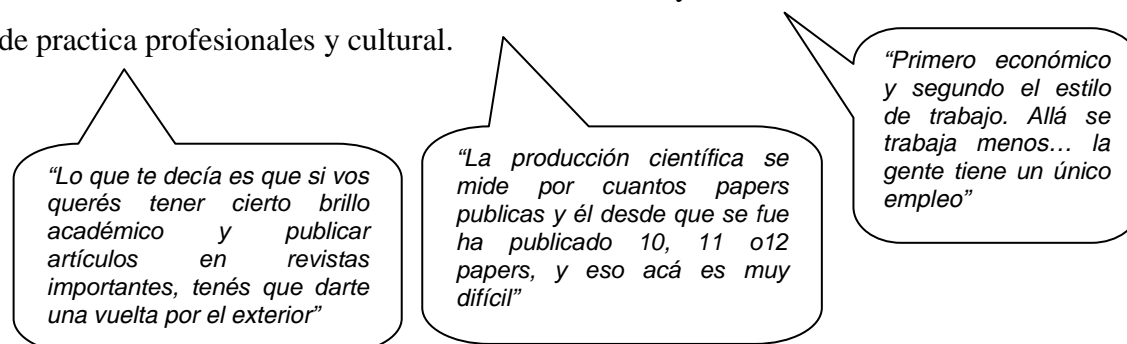 de practica profesionales y cultural.
“Lo que te decía es que si vos
querés tener cierto brillo
académico y publicar
artículos en revistas
importantes, tenés que darte
una vuelta por el exterior”
“La producción científica se
mide por cuantos papers
publicas y él desde que se fue
ha publicado 10, 11 o12
papers, y eso acá es muy
difícil”
“Primero económico
y segundo el estilo
de trabajo. Allá se
trabaja menos… la
gente tiene un único
empleo”